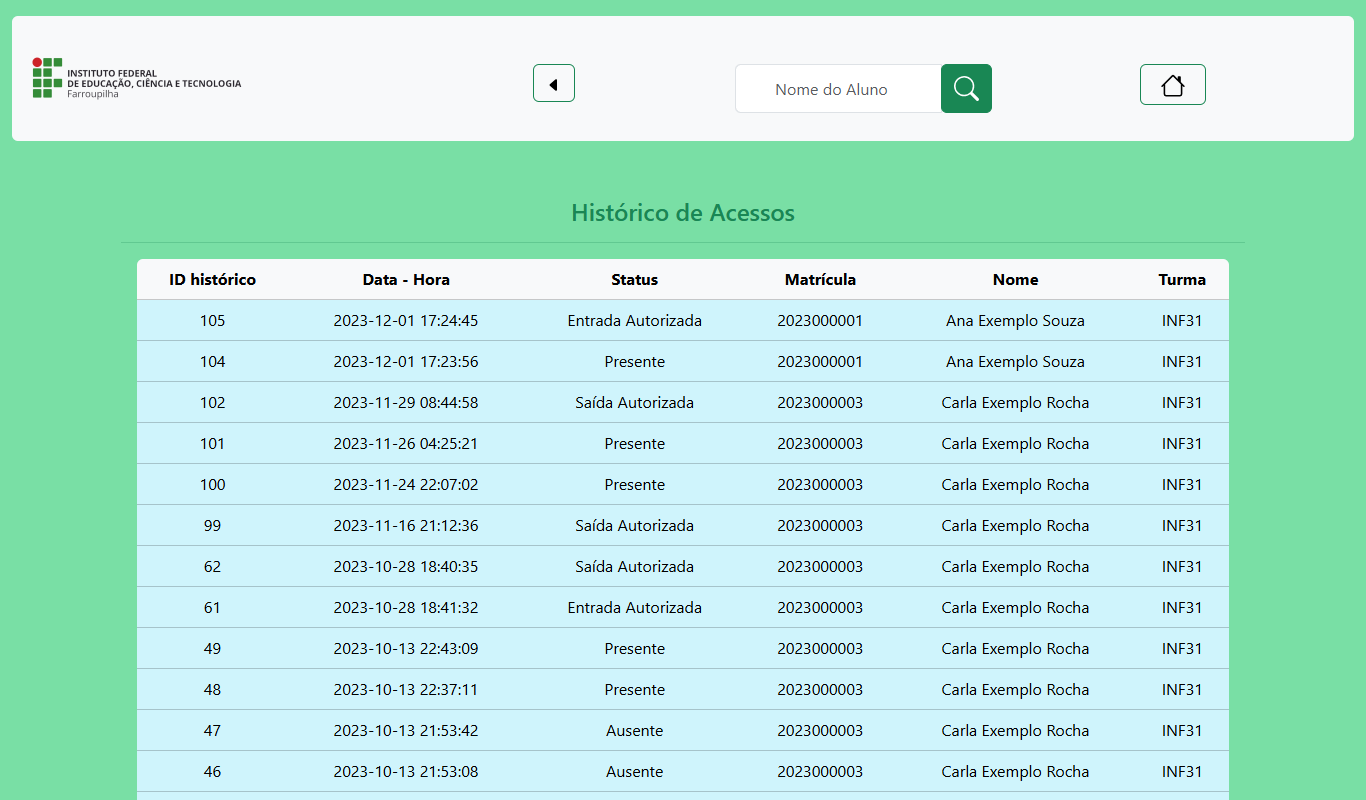 INSTITUTO FEDERAL
DE EDUCAÇÃO, CIÊNCIA E TECNOLOGIA
Farroupilha
Nome do Aluno
Histórico de Acessos
ID histórico Data - Hora Status Matrícula Nome Turma
105 2023-12-01 17:24:45 Entrada Autorizada 2023000001 Ana Exemplo Souza INF31
104 2023-12-01 17:23:56 Presente 2023000001 Ana Exemplo Souza INF31
102 2023-11-29 08:44:58 Saída Autorizada 2023000003 Carla Exemplo Rocha INF31
101 2023-11-26 04:25:21 Presente 2023000003 Carla Exemplo Rocha INF31
100 2023-11-24 22:07:02 Presente 2023000003 Carla Exemplo Rocha INF31
99 2023-11-16 21:12:36 Saída Autorizada 2023000003 Carla Exemplo Rocha INF31
62 2023-10-28 18:40:35 Saída Autorizada 2023000003 Carla Exemplo Rocha INF31
61 2023-10-28 18:41:32 Entrada Autorizada 2023000003 Carla Exemplo Rocha INF31
49 2023-10-13 22:43:09 Presente 2023000003 Carla Exemplo Rocha INF31
48 2023-10-13 22:37:11 Presente 2023000003 Carla Exemplo Rocha INF31
47 2023-10-13 21:53:42 Ausente 2023000003 Carla Exemplo Rocha INF31
46 2023-10-13 21:53:08 Ausente 2023000003 Carla Exemplo Rocha INF31